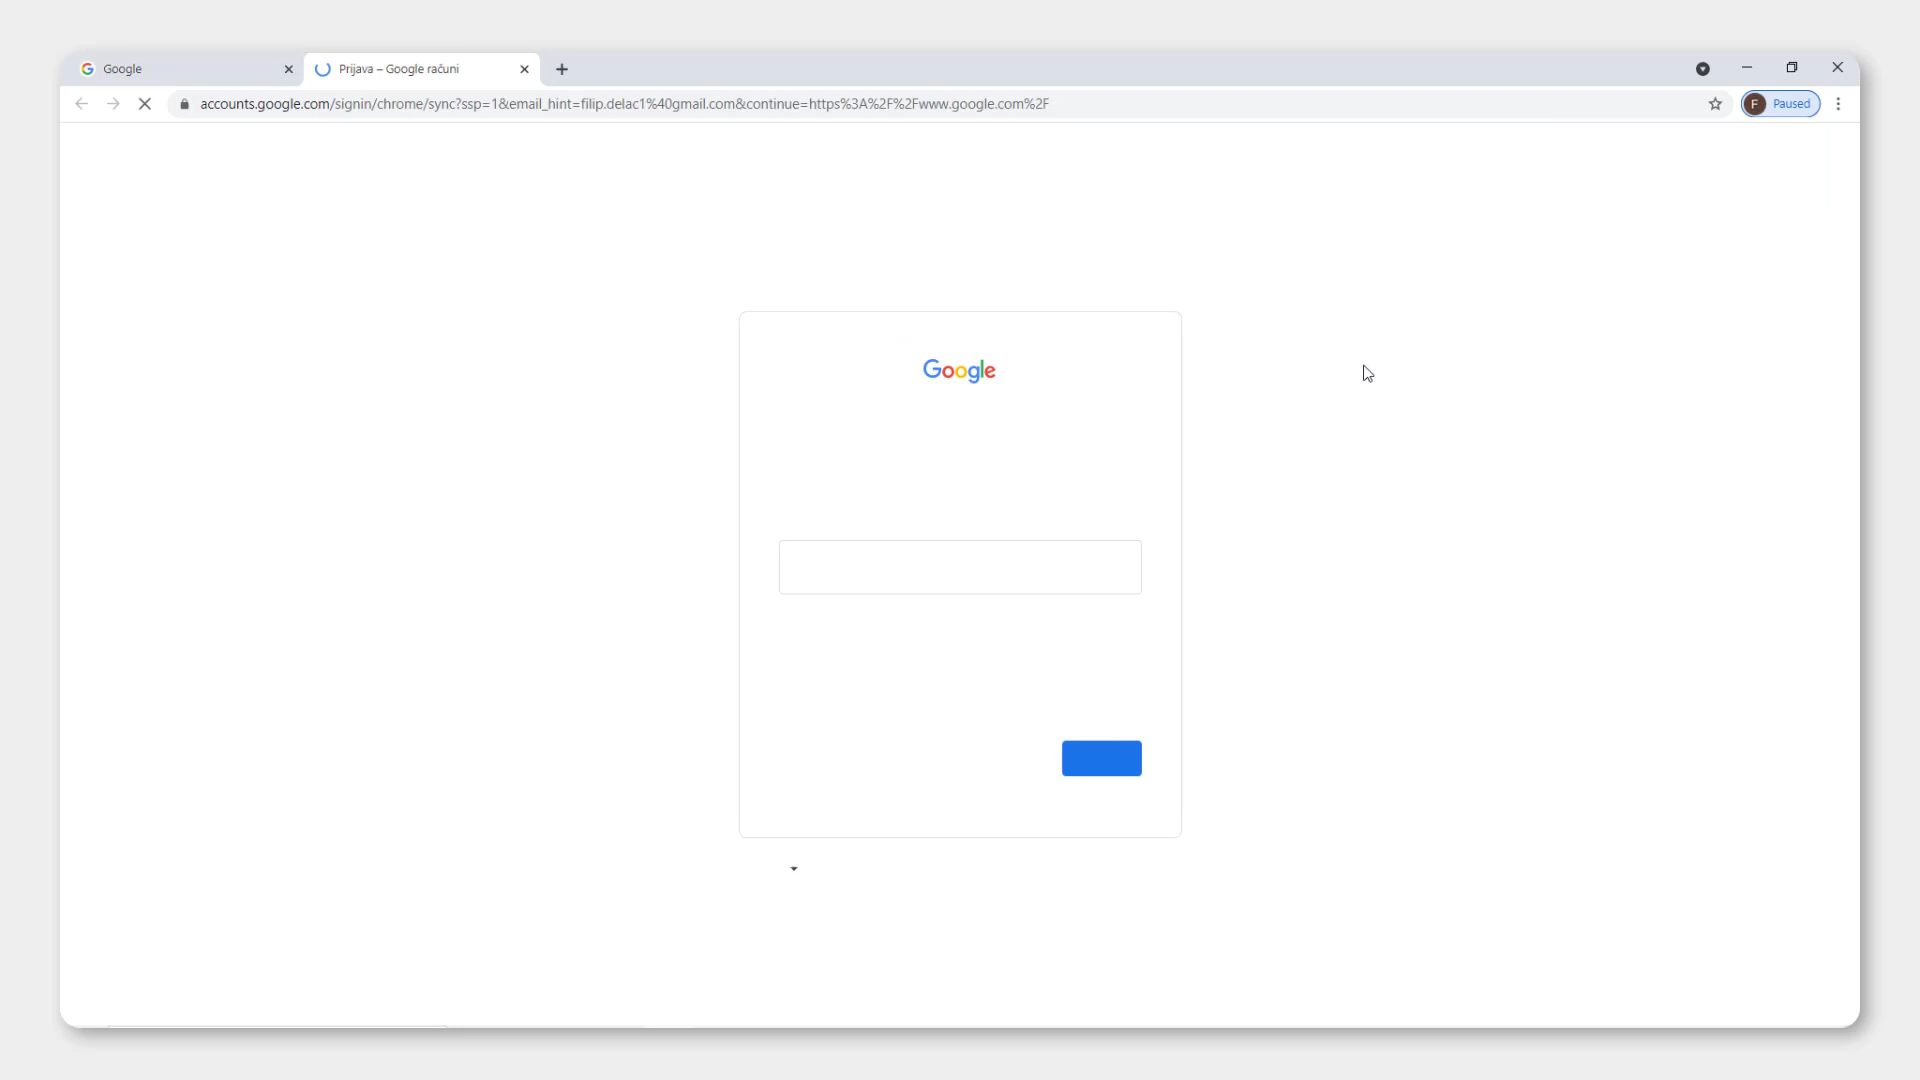 Google
Prijava – Google računi
accounts.google.com/signin/chrome/sync?ssp=1&email_hint=filip.delac1%40gmail.com&continue=https%3A%2F%2Fwww.google.com%2F
F
Paused
Google